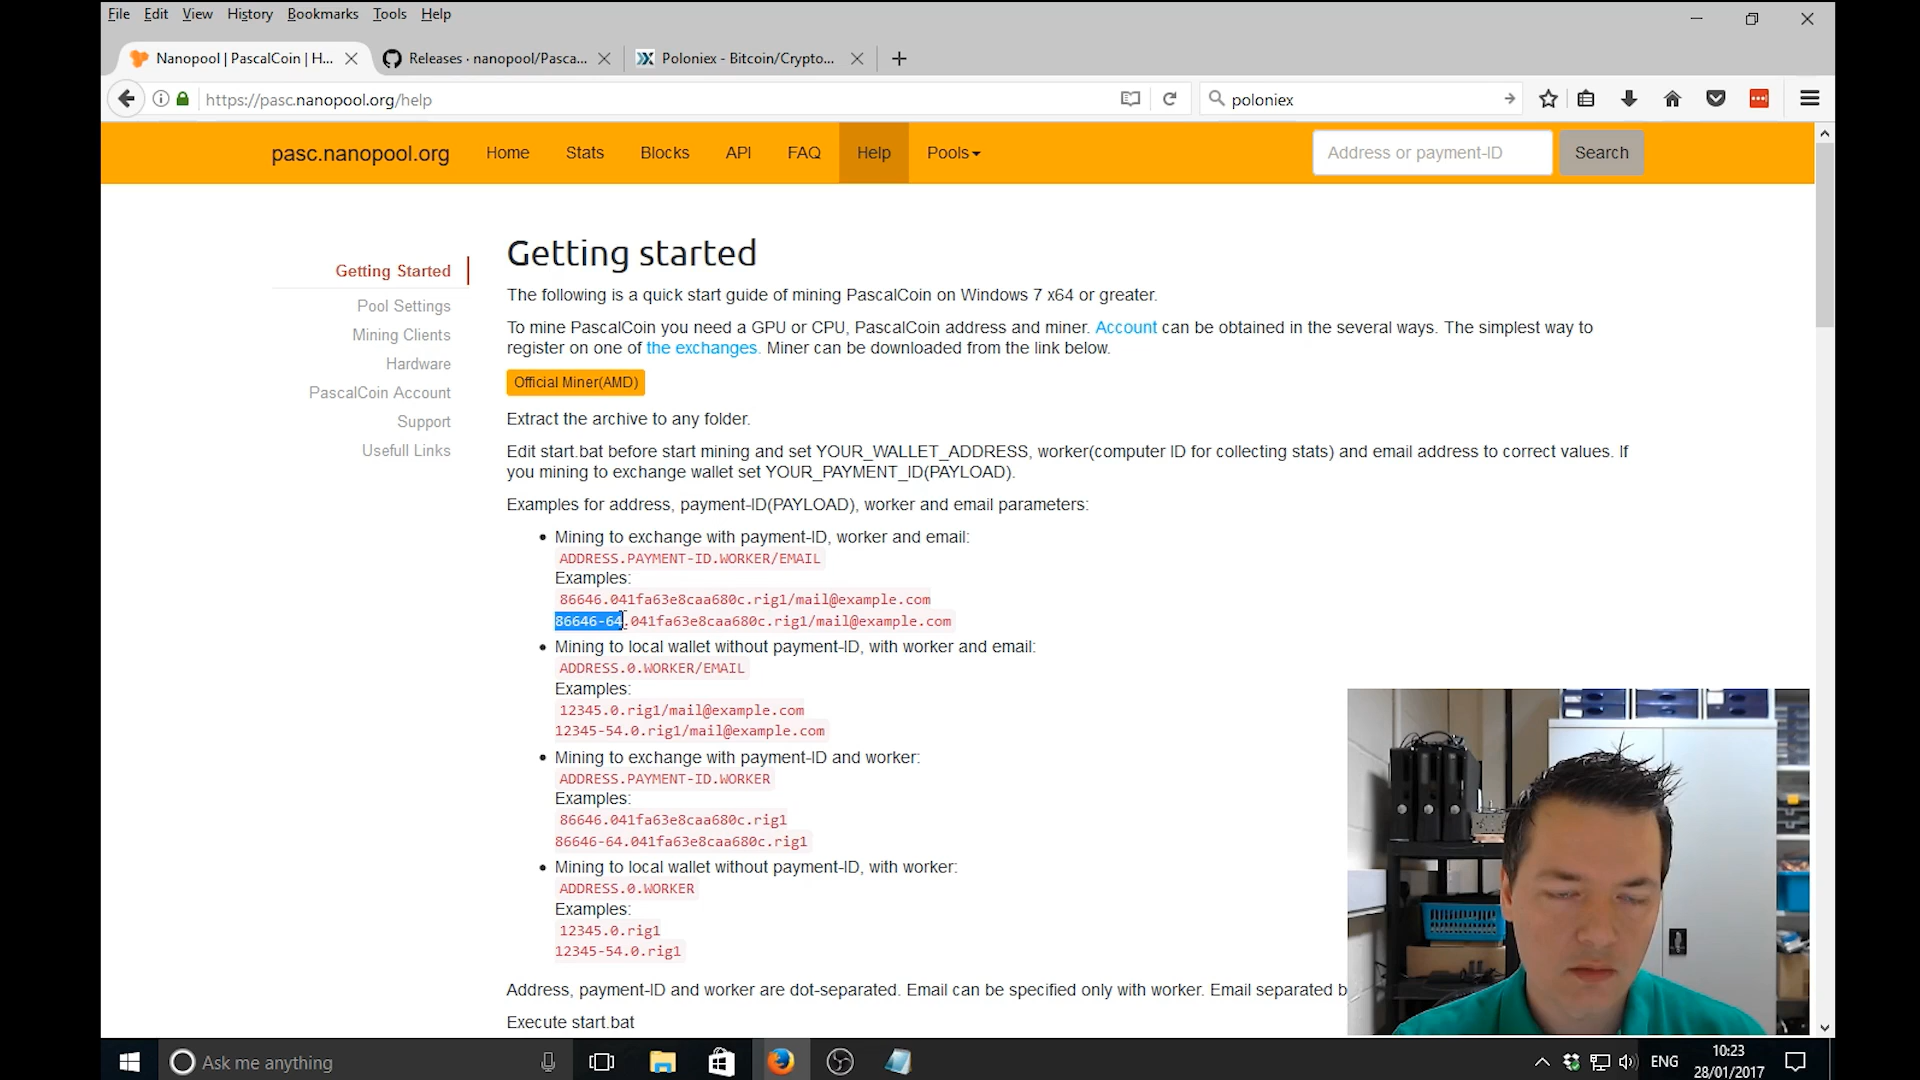 File Edit View History Bookmarks Tools Help
Nanopool | PascalCoin | H... Releases · nanopool/Pasca... Poloniex - Bitcoin/Crypto...
https://pasc.nanopool.org/help poloniex
pasc.nanopool.org Home Stats Blocks API FAQ Help Pools Address or payment-ID Search
Getting started
Getting Started
Pool Settings
Mining Clients
Hardware
PascalCoin Account
Support
Usefull Links
The following is a quick start guide of mining PascalCoin on Windows 7 x64 or greater.
To mine PascalCoin you need a GPU or CPU, PascalCoin address and miner. Account can be obtained in the several ways. The simplest way to
register on one of the exchanges. Miner can be downloaded from the link below.
Official Miner(AMD)
Extract the archive to any folder.
Edit start.bat before start mining and set YOUR_WALLET_ADDRESS, worker(computer ID for collecting stats) and email address to correct values. If
you mining to exchange wallet set YOUR_PAYMENT_ID(PAYLOAD).
Examples for address, payment-ID(PAYLOAD), worker and email parameters:
• Mining to exchange with payment-ID, worker and email:
ADDRESS.PAYMENT-ID.WORKER/EMAIL
Examples:
86646.041fa63e8caa680c.rig1/mail@example.com
86646-64.041fa63e8caa680c.rig1/mail@example.com
• Mining to local wallet without payment-ID, with worker and email:
ADDRESS.0.WORKER/EMAIL
Examples:
12345.0.rig1/mail@example.com
12345-54.0.rig1/mail@example.com
• Mining to exchange with payment-ID and worker:
ADDRESS.PAYMENT-ID.WORKER
Examples:
86646.041fa63e8caa680c.rig1
86646-64.041fa63e8caa680c.rig1
• Mining to local wallet without payment-ID, with worker:
ADDRESS.0.WORKER
Examples:
12345.0.rig1
12345-54.0.rig1
Address, payment-ID and worker are dot-separated. Email can be specified only with worker. Email separated b
Execute start.bat
Ask me anything
ENG
10:23
28/01/2017